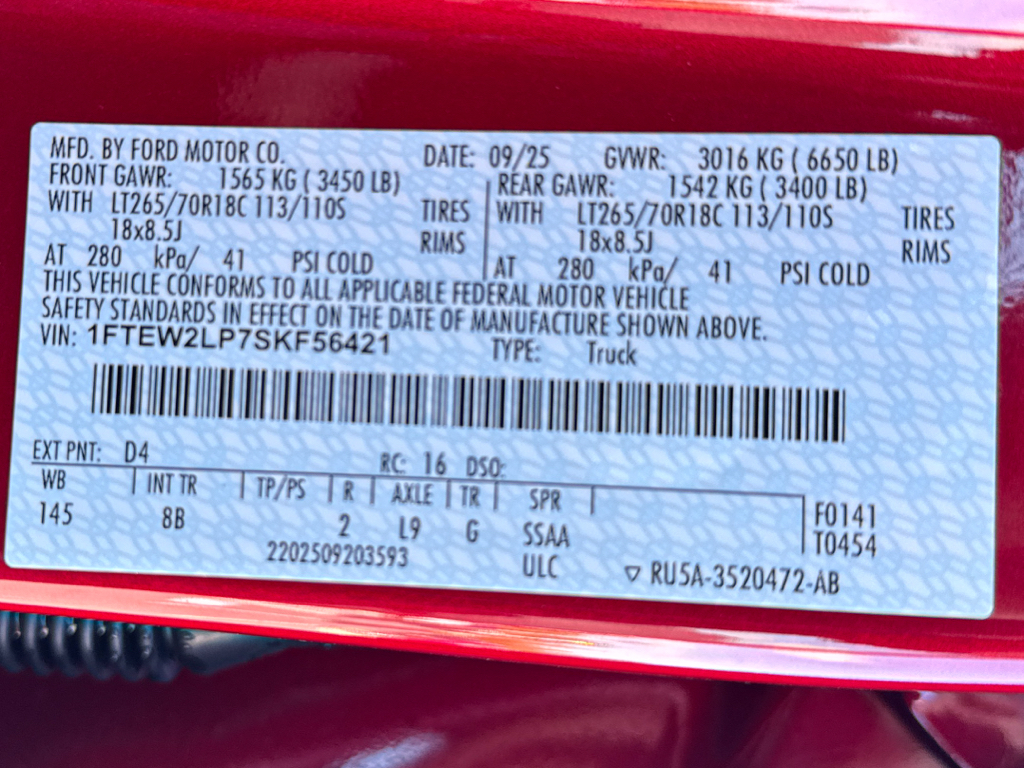 MFD. BY FORD MOTOR CO. DATE: 09/25 GVWR: 3016 KG ( 6650 LB)
FRONT GAWR: 1565 KG ( 3450 LB) REAR GAWR: 1542 KG ( 3400 LB)
WITH LT265/70R18C 113/110S TIRES WITH LT265/70R18C 113/110S TIRES
18x8.5J RIMS 18x8.5J RIMS
AT 280 kPa/ 41 PSI COLD AT 280 kPa/ 41 PSI COLD
THIS VEHICLE CONFORMS TO ALL APPLICABLE FEDERAL MOTOR VEHICLE
SAFETY STANDARDS IN EFFECT ON THE DATE OF MANUFACTURE SHOWN ABOVE.
VIN: 1FTEW2LP7SKF56421 TYPE: Truck
EXT PNT: D4 RC: 16 DSO:
WB INT TR TP/PS R AXLE TR SPR F0141
145 8B 2 L9 G SSAA T0454
2202509203593 ULC ▽ RU5A-3520472-AB